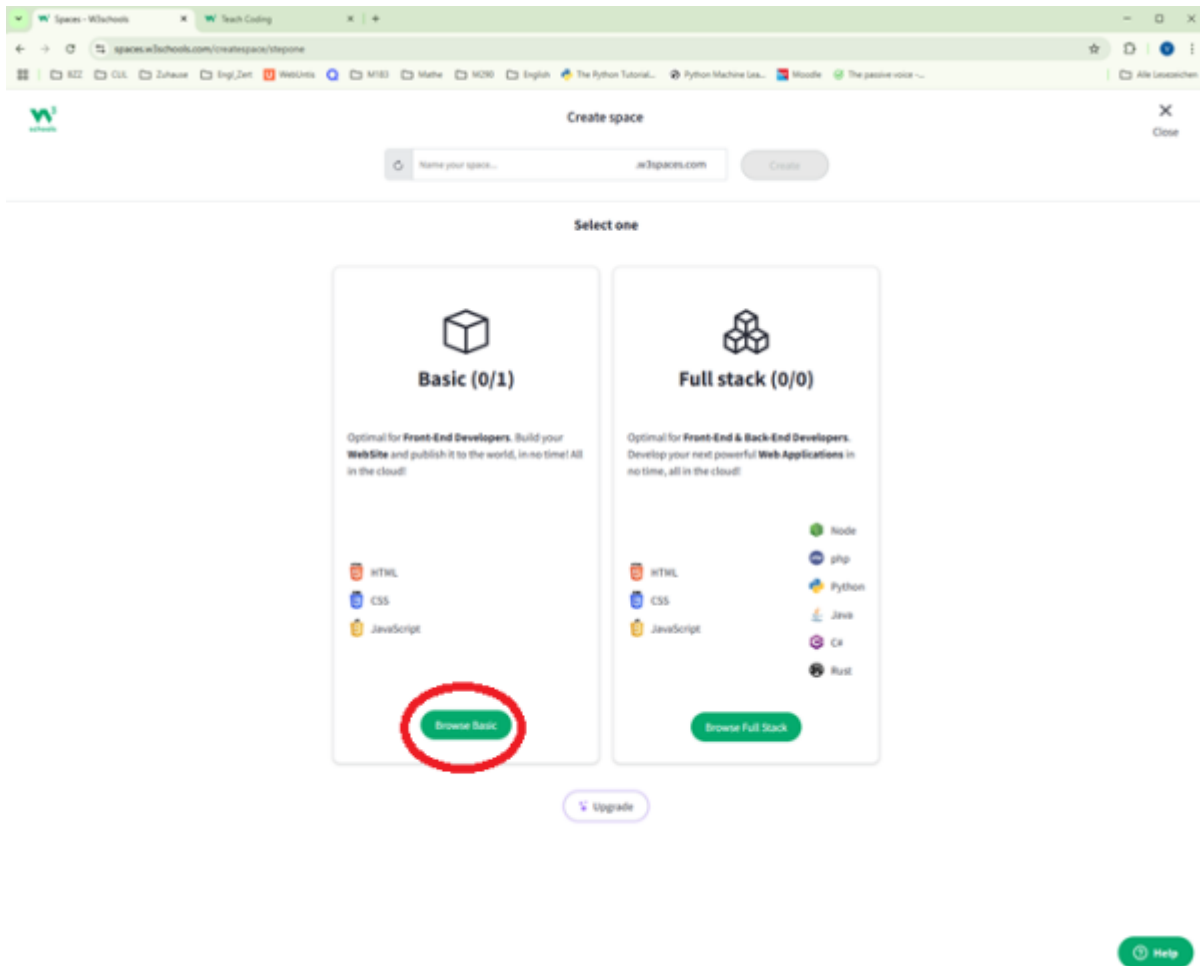 Spaces - W3schools
Teach Coding
spaces.w3schools.com/createspace/stepone
BZZ
CLIL
Zuhause
Engl_Zert
WebUntis
M183
Mathe
M290
English
The Python Tutorial...
Python Machine Lea...
Moodle
The passive voice -...
Alle Lesezeichen
W3
schools
Create space
Close
Name your space...
.w3spaces.com
Create
Select one
Basic (0/1)
Optimal for Front-End Developers. Build your
WebSite and publish it to the world, in no time! All
in the cloud!
HTML
CSS
JavaScript
Browse Basic
Full stack (0/0)
Optimal for Front-End & Back-End Developers.
Develop your next powerful Web Applications in
no time, all in the cloud!
HTML
CSS
JavaScript
Node
php
Python
Java
C#
Rust
Browse Full Stack
Upgrade
Help